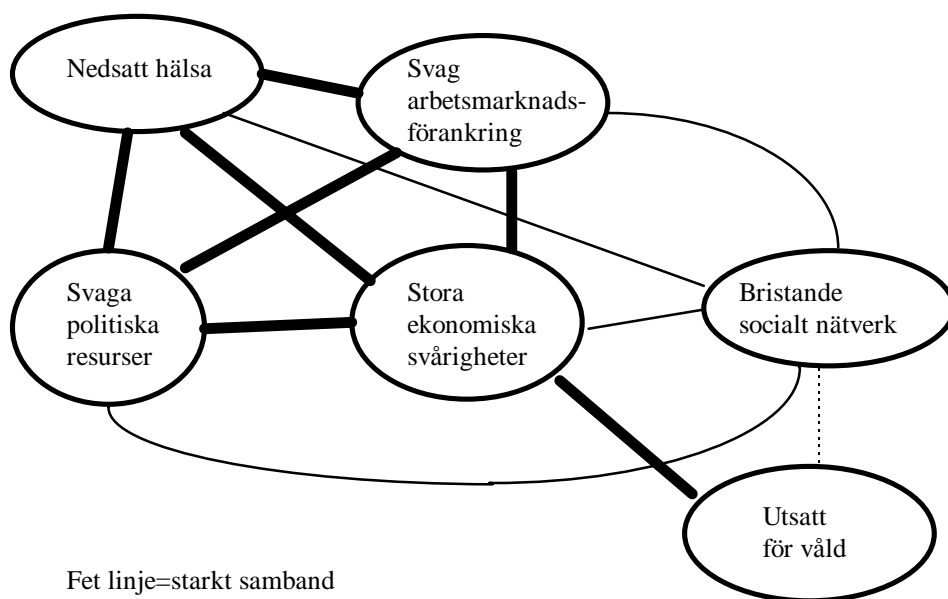 Nedsatt hälsa
Svag
arbetsmarknads-
förankring
Svaga
politiska
resurser
Stora
ekonomiska
svårigheter
Bristande
socialt nätverk
Utsatt
för våld
Fet linje=starkt samband